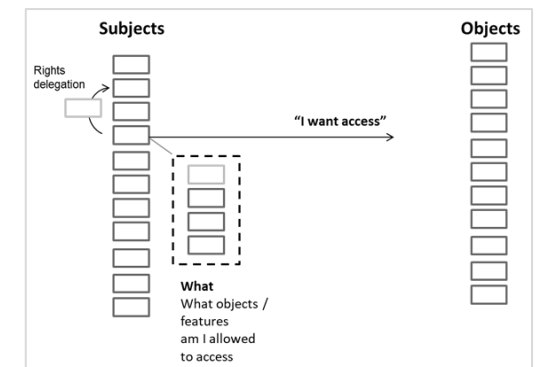 Subjects
Objects
Rights
delegation
“I want access”
What
What objects /
features
am I allowed
to access